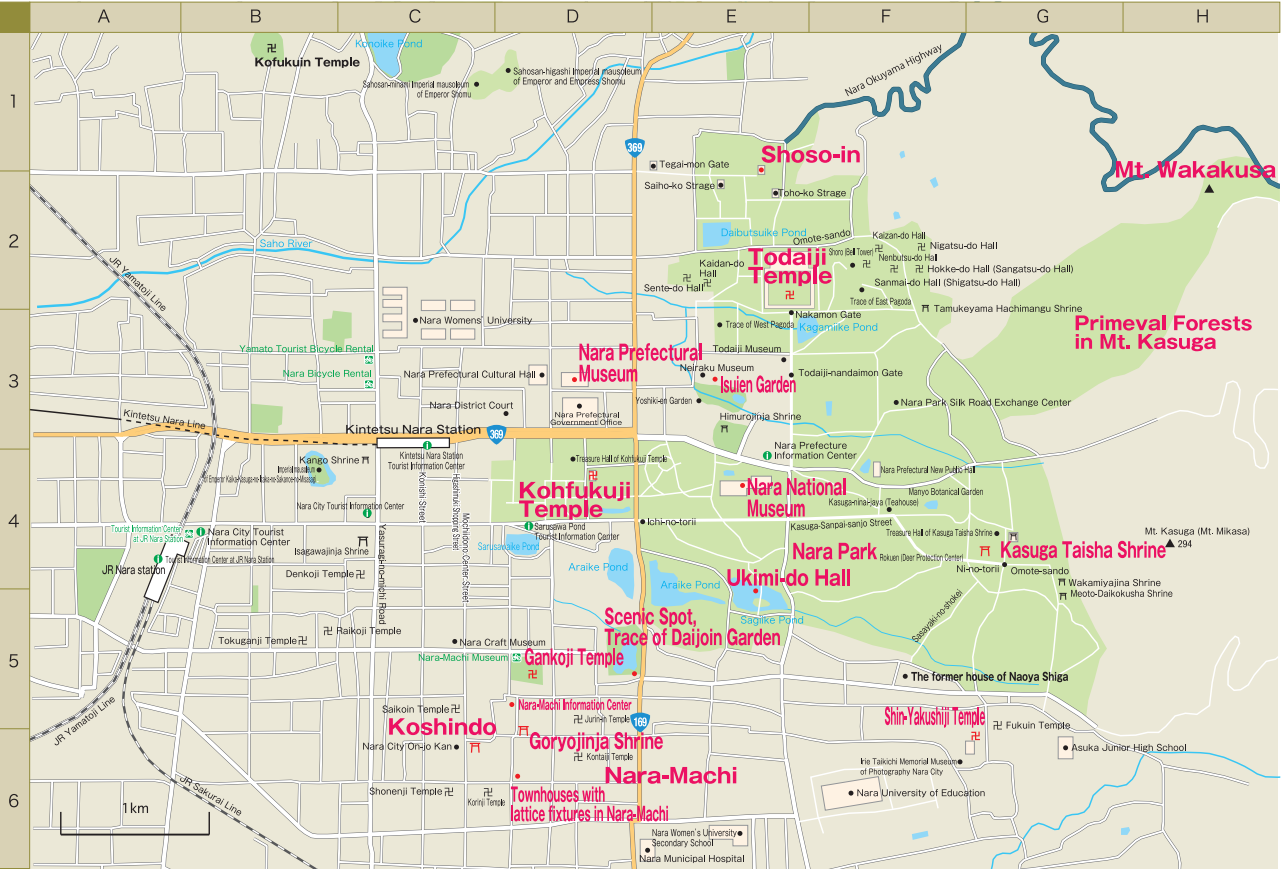 A B C D E F G H
1
2
3
4
5
6
Kofukuin Temple
Konoike Pond
Sahosan-minami Imperial mausoleum
of Emperor Shomu
Sahosan-higashi Imperial mausoleum
of Emperor and Empress Shomu
Nara Okuyama Highway
369
Tegai-mon Gate
Shoso-in
Saiho-ko Strage
Toho-ko Strage
Mt. Wakakusa
Saho River
JR Yamatoji Line
Daibutsuike Pond
Omote-sando
Kaizan-do Hall
Shoro (Bell Tower)
Nigatsu-do Hall
Nenbutsu-do Hall
Hokke-do Hall (Sangatsu-do Hall)
Sanmai-do Hall (Shigatsu-do Hall)
Kaidan-do
Hall
Sente-do Hall
Todaiji
Temple
Trace of East Pagoda
Tamukeyama Hachimangu Shrine
Nakamon Gate
Nara Womens' University
Trace of West Pagoda
Kagamiike Pond
Primeval Forests
in Mt. Kasuga
Yamato Tourist Bicycle Rental
Nara Bicycle Rental
Nara Prefectural Cultural Hall
Nara Prefectural
Museum
Todaiji Museum
Neiraku Museum
Isuien Garden
Todaiji-nandaimon Gate
Nara District Court
Nara Prefectural
Government Office
Yoshiki-en Garden
Himurojinja Shrine
Nara Park Silk Road Exchange Center
Kintetsu Nara Line
Kintetsu Nara Station
369
Kintetsu Nara Station
Tourist Information Center
Nara Prefecture
Information Center
Kango Shrine
Imperial mausoleum
Treasure Hall of Kohfukuji Temple
Nara Prefectural New Public Hall
Manyo Botanical Garden
Konishi Street
Higashimuki Shopping Street
Mochiidono Center Street
Kohfukuji
Temple
Nara National
Museum
Kasuga-ninai-jaya (Teahouse)
Nara City Tourist Information Center
Tourist Information Center
at JR Nara Station
Nara City Tourist
Information Center
Sarusawa Pond
Tourist Information Center
Ichi-no-torii
Kasuga-Sanpai-sanjo Street
Treasure Hall of Kasuga Taisha Shrine
Mt. Kasuga (Mt. Mikasa)
294
Isagawajinja Shrine
Sarusawaike Pond
Tourist Information Center at JR Nara Station
JR Nara station
Nara Park
Rokuen (Deer Protection Center)
Kasuga Taisha Shrine
Ni-no-torii
Omote-sando
Denkoji Temple
Yasuragi-no-michi Road
Araike Pond
Araike Pond
Ukimi-do Hall
Wakamiyajina Shrine
Meoto-Daikokusha Shrine
Sagiike Pond
Sasayaki-no-shokei
Scenic Spot,
Trace of Daijoin Garden
Raikoji Temple
Tokuganji Temple
Nara Craft Museum
Nara-Machi Museum
Gankoji Temple
The former house of Naoya Shiga
JR Yamatoji Line
Saikoin Temple
Nara-Machi Information Center
Jurin-in Temple
169
Shin-Yakushiji Temple
Fukuin Temple
Koshindo
Goryojinja Shrine
Nara City On-jo Kan
Kontaiji Temple
Asuka Junior High School
Irie Taikichi Memorial Museum
of Photography Nara City
Nara-Machi
JR Sakurai Line
Shonenji Temple
Korinji Temple
Townhouses with
lattice fixtures in Nara-Machi
Nara University of Education
1km
Nara Women's University
Secondary School
Nara Municipal Hospital